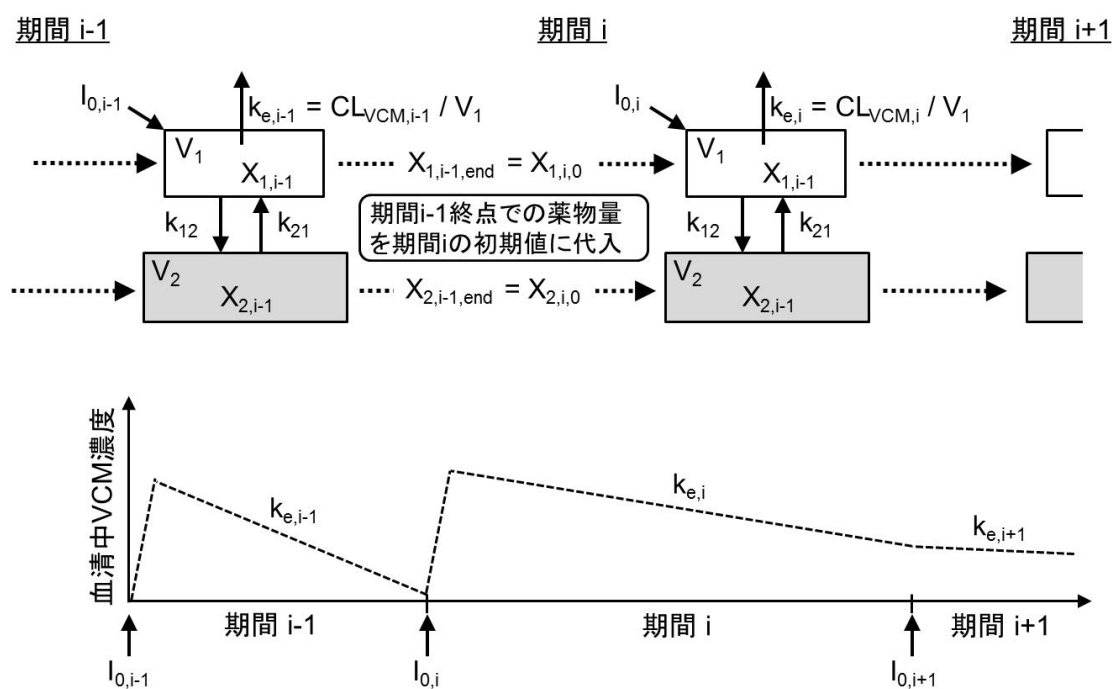 期間 i-1
期間 i
期間 i+1
I0,i-1
ke,i-1 = CLVCM,i-1 / V1
I0,i
ke,i = CLVCM,i / V1
V1
X1,i-1
X1,i-1,end = X1,i,0
V1
X1,i-1
k12
k21
期間i-1終点での薬物量
を期間iの初期値に代入
k12
k21
V2
X2,i-1
X2,i-1,end = X2,i,0
V2
X2,i-1
血清中VCM濃度
ke,i-1
ke,i
ke,i+1
期間 i-1
期間 i
期間 i+1
I0,i-1
I0,i
I0,i+1